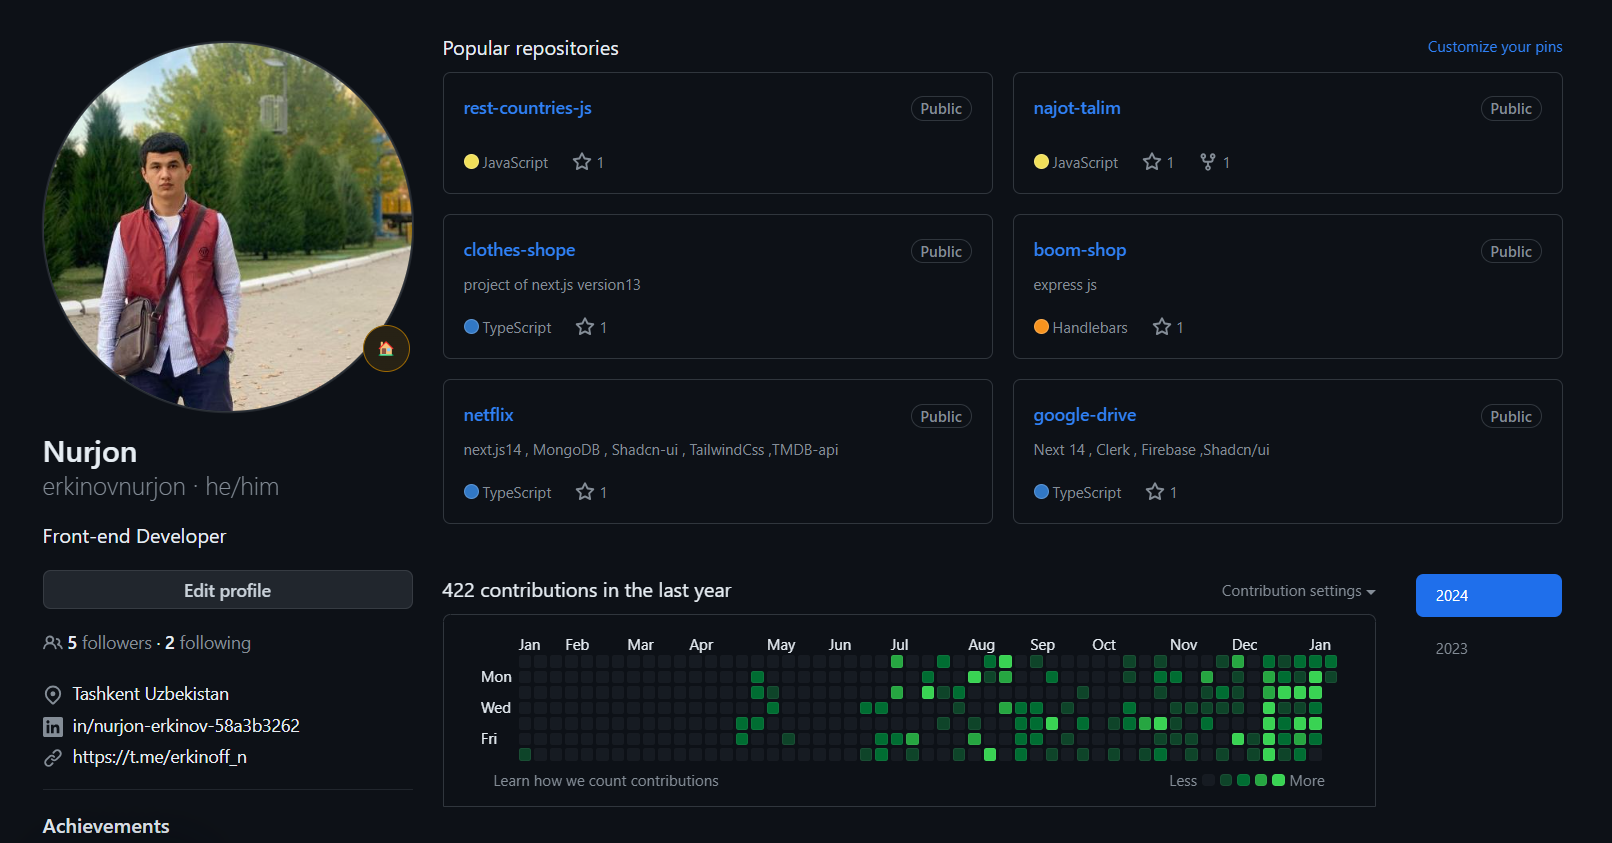 Nurjon
erkinovnurjon · he/him
Front-end Developer
Edit profile
5 followers · 2 following
Tashkent Uzbekistan
in/nurjon-erkinov-58a3b3262
https://t.me/erkinoff_n
Achievements
Popular repositories
Customize your pins
rest-countries-js
Public
JavaScript 1
najot-talim
Public
JavaScript 1 1
clothes-shope
Public
project of next.js version13
TypeScript 1
boom-shop
Public
express js
Handlebars 1
netflix
Public
next.js14 , MongoDB , Shadcn-ui , TailwindCss ,TMDB-api
TypeScript 1
google-drive
Public
Next 14 , Clerk , Firebase ,Shadcn/ui
TypeScript 1
422 contributions in the last year
Contribution settings
2024
2023
Jan Feb Mar Apr May Jun Jul Aug Sep Oct Nov Dec Jan
Mon
Wed
Fri
Learn how we count contributions
Less More